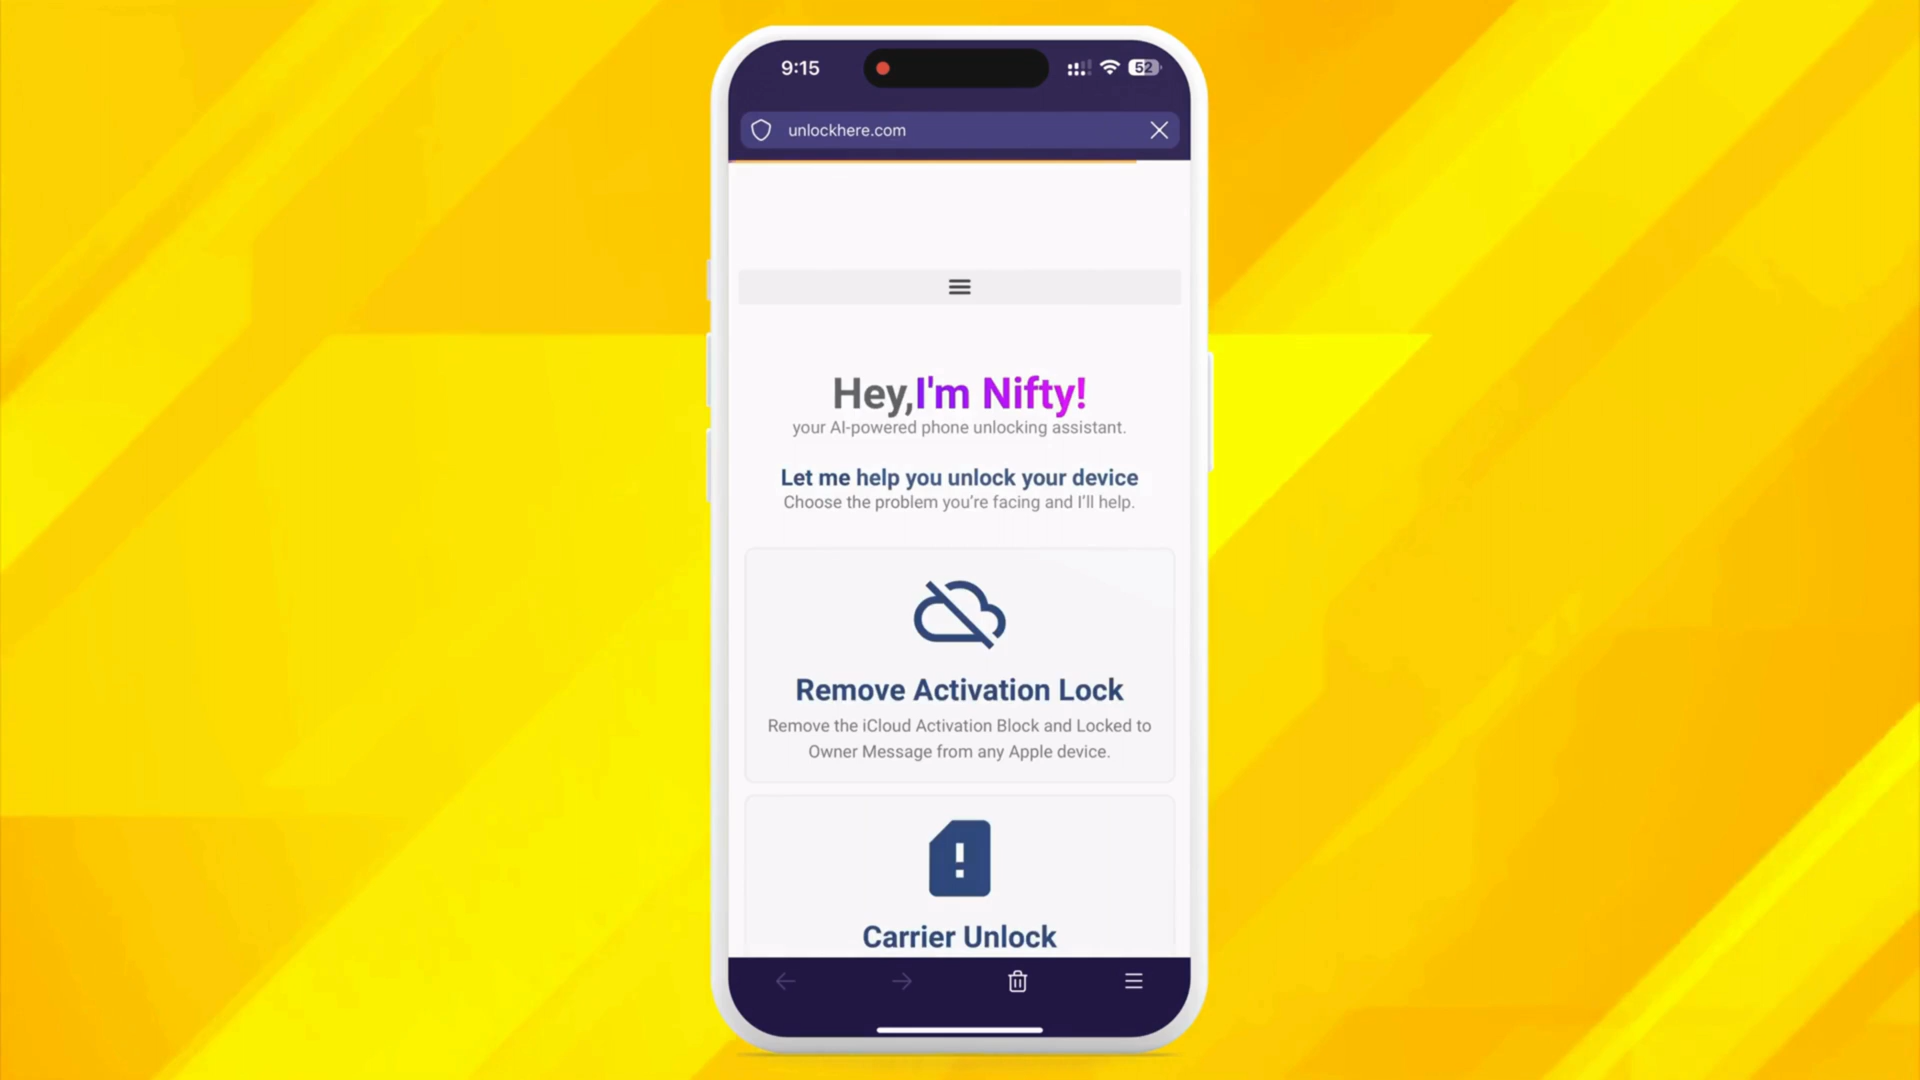 9:15
52
unlockhere.com
Hey,I'm Nifty!
your AI-powered phone unlocking assistant.
Let me help you unlock your device
Choose the problem you're facing and I'll help.
Remove Activation Lock
Remove the iCloud Activation Block and Locked to
Owner Message from any Apple device.
Carrier Unlock